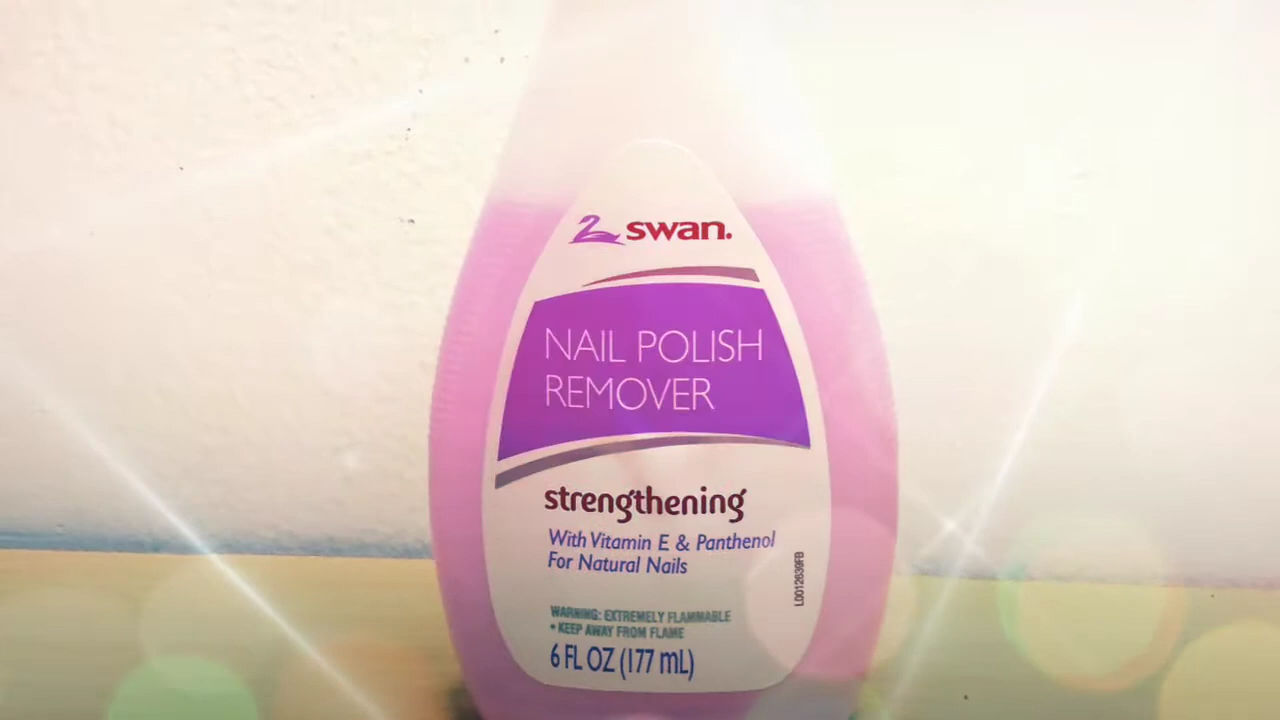 swan.
NAIL POLISH
REMOVER
strengthening
With Vitamin E & Panthenol
For Natural Nails
L0012639FB
WARNING: EXTREMELY FLAMMABLE
• KEEP AWAY FROM FLAME
6 FL OZ (177 mL)